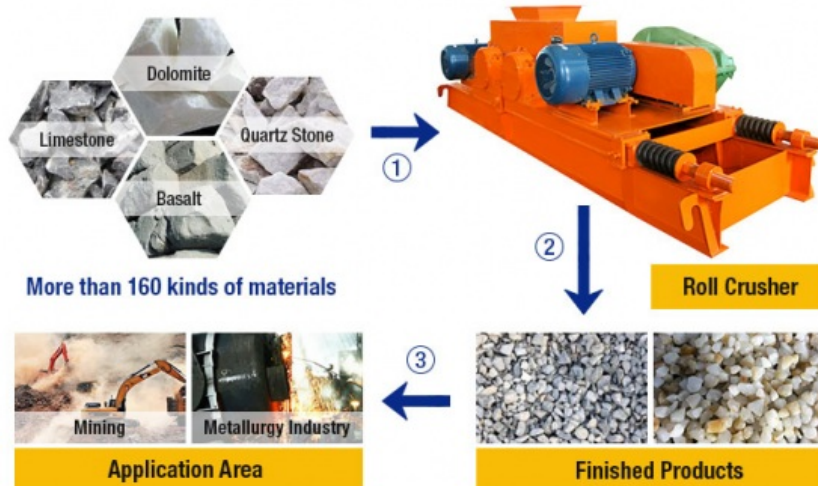 Dolomite
Limestone
Quartz Stone
Basalt
①
More than 160 kinds of materials
②
Roll Crusher
③
Mining
Metallurgy Industry
Application Area
Finished Products